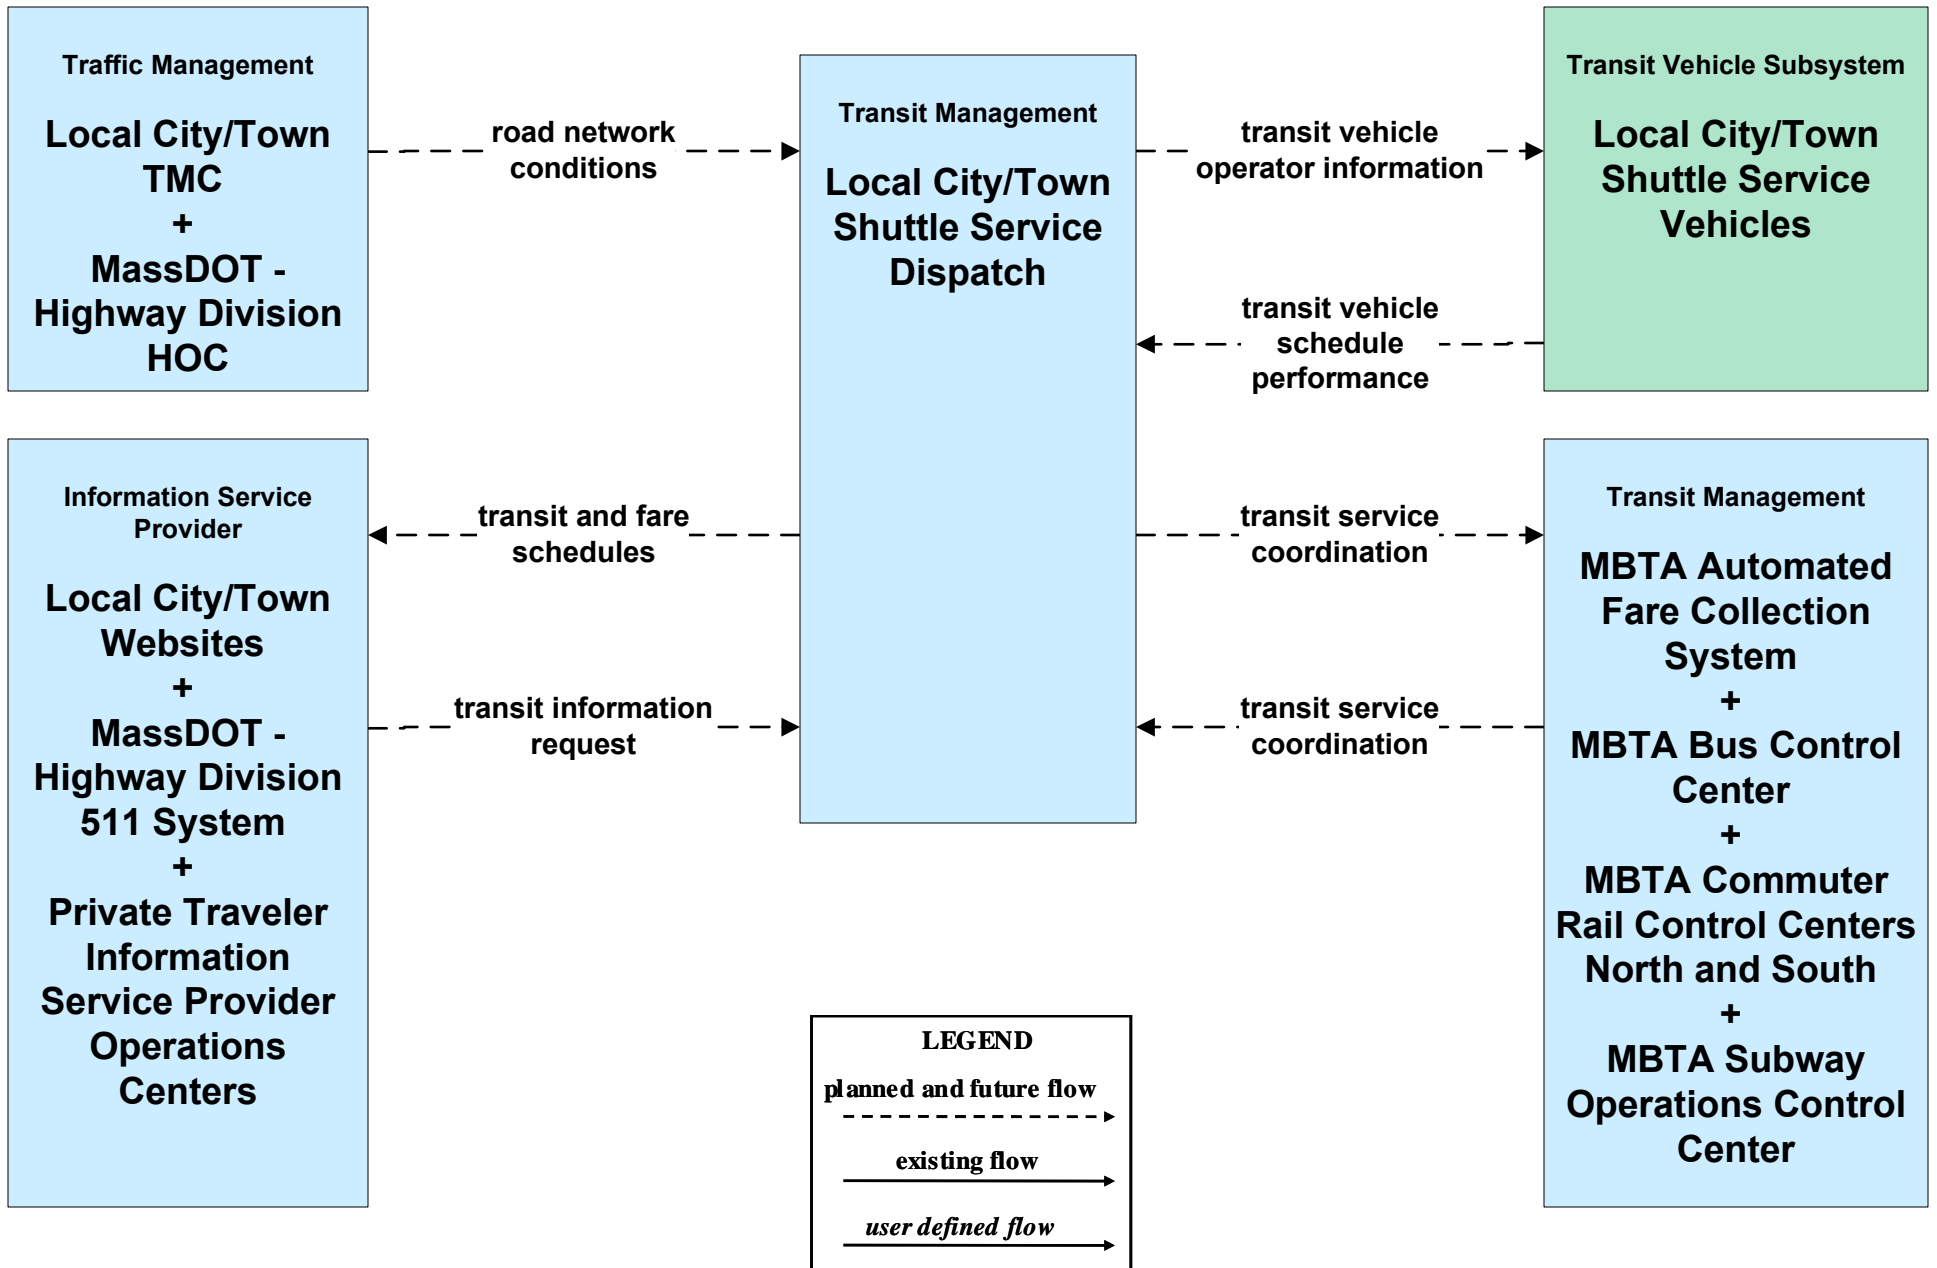 Traffic Management
Local City/Town
TMC
+
MassDOT -
Highway Division
HOC
road network
conditions
Transit Management
Local City/Town
Shuttle Service
Dispatch
transit vehicle
operator information
Transit Vehicle Subsystem
Local City/Town
Shuttle Service
Vehicles
transit vehicle
schedule
performance
Information Service
Provider
Local City/Town
Websites
+
MassDOT -
Highway Division
511 System
+
Private Traveler
Information
Service Provider
Operations
Centers
transit and fare
schedules
transit information
request
transit service
coordination
transit service
coordination
Transit Management
MBTA Automated
Fare Collection
System
+
MBTA Bus Control
Center
+
MBTA Commuter
Rail Control Centers
North and South
+
MBTA Subway
Operations Control
Center
LEGEND
planned and future flow
existing flow
user defined flow